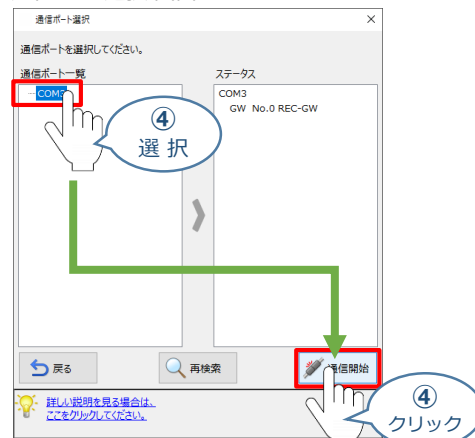 通信ポート選択
通信ポートを選択してください。
通信ポート一覧
ステータス
COM3
COM3
GW No.0 REC-GW
④
選 択
戻る
再検索
通信開始
詳しい説明を見る場合は、
ここをクリックしてください。
④
クリック